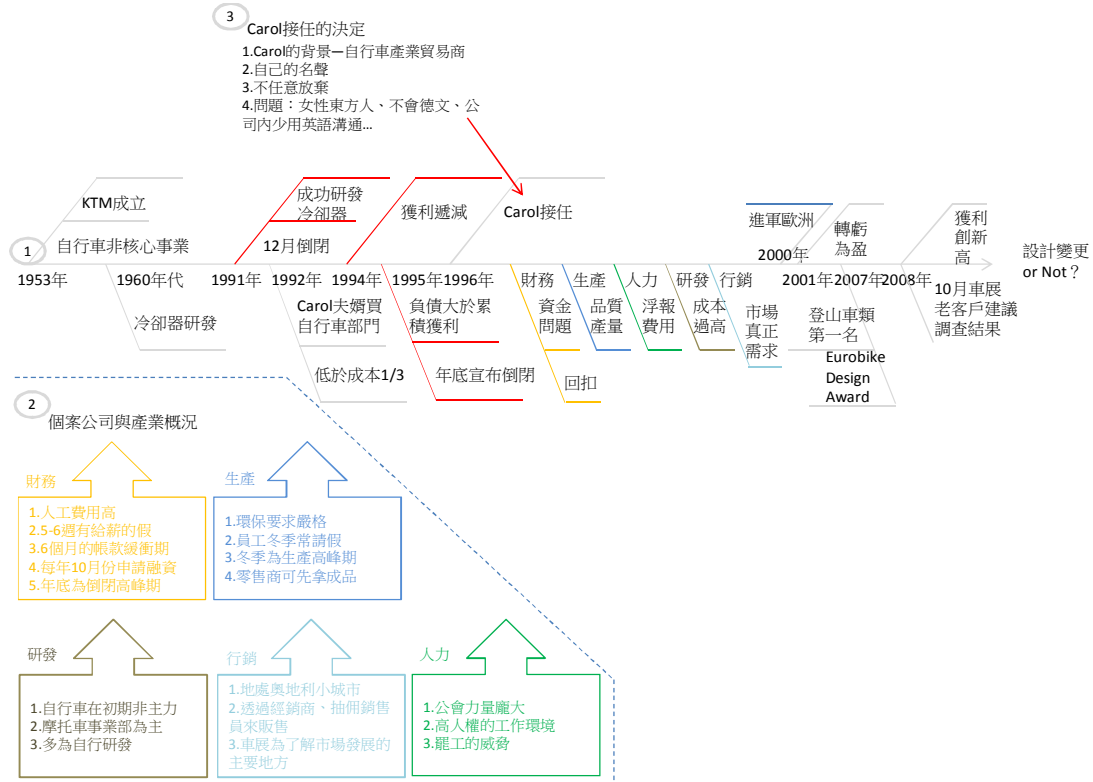 3
Carol接任的決定
1.Carol的背景—自行車產業貿易商
2.自己的名聲
3.不任意放棄
4.問題：女性東方人、不會德文、公
司內少用英語溝通…
KTM成立
成功研發
冷卻器
獲利遞減
Carol接任
進軍歐洲
轉虧
為盈
獲利
創新
高
1
自行車非核心事業
12月倒閉
2000年
設計變更
or Not？
1953年
1960年代
1991年
1992年
1994年
1995年
1996年
財務
生產
人力
研發
行銷
2001年
2007年
2008年
冷卻器研發
Carol夫婿買
自行車部門
負債大於累
積獲利
資金
問題
品質
產量
浮報
費用
成本
過高
市場
真正
需求
登山車類
第一名
10月車展
老客戶建議
調查結果
低於成本1/3
年底宣布倒閉
回扣
Eurobike
Design
Award
2
個案公司與產業概況
財務
1.人工費用高
2.5-6週有給薪的假
3.6個月的帳款緩衝期
4.每年10月份申請融資
5.年底為倒閉高峰期
生產
1.環保要求嚴格
2.員工冬季常請假
3.冬季為生產高峰期
4.零售商可先拿成品
研發
1.自行車在初期非主力
2.摩托車事業部為主
3.多為自行研發
行銷
1.地處奧地利小城市
2.透過經銷商、抽佣銷售
員來販售
3.車展為了解市場發展的
主要地方
人力
1.公會力量龐大
2.高人權的工作環境
3.罷工的威脅